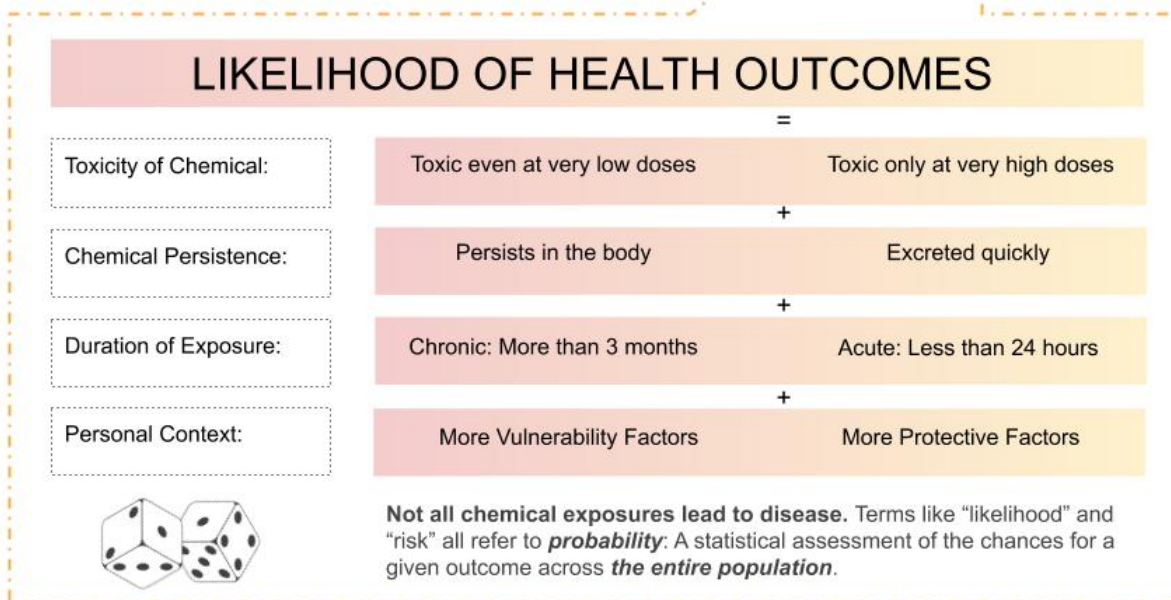 LIKELIHOOD OF HEALTH OUTCOMES
=
Toxicity of Chemical:
Toxic even at very low doses
Toxic only at very high doses
+
Chemical Persistence:
Persists in the body
Excreted quickly
+
Duration of Exposure:
Chronic: More than 3 months
Acute: Less than 24 hours
+
Personal Context:
More Vulnerability Factors
More Protective Factors
Not all chemical exposures lead to disease. Terms like “likelihood” and
“risk” all refer to probability: A statistical assessment of the chances for a
given outcome across the entire population.